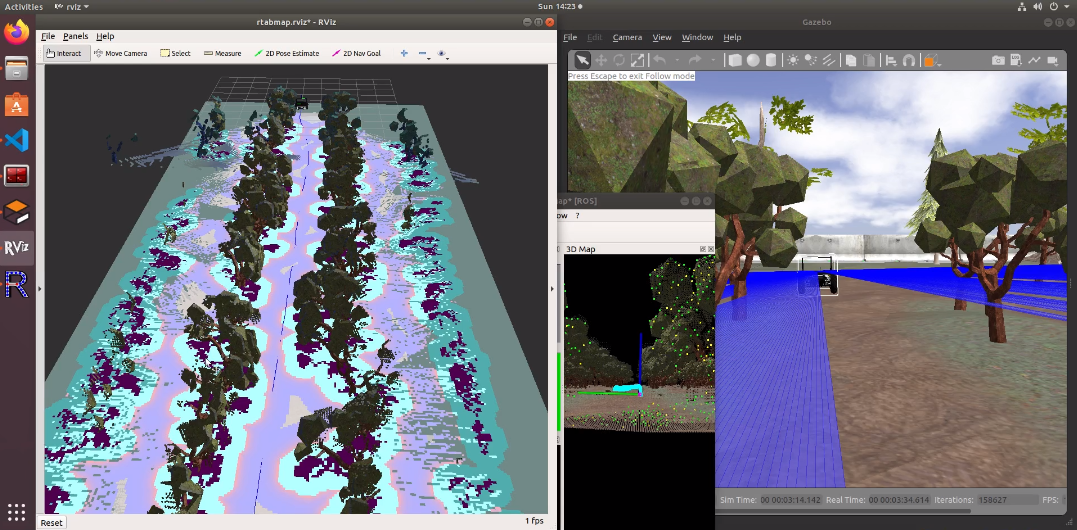 Activities
rviz
Sun 14:23
rtabmap.rviz* - RViz
File Panels Help
Interact Move Camera Select Measure 2D Pose Estimate 2D Nav Goal
RViz
R
Reset
1 fps
Gazebo
File Edit Camera View Window Help
Press Escape to exit Follow mode
ap* [ROS]
ow ?
3D Map
Sim Time: 00 00:03:14.142 Real Time: 00 00:03:34.614 Iterations: 158627 FPS: